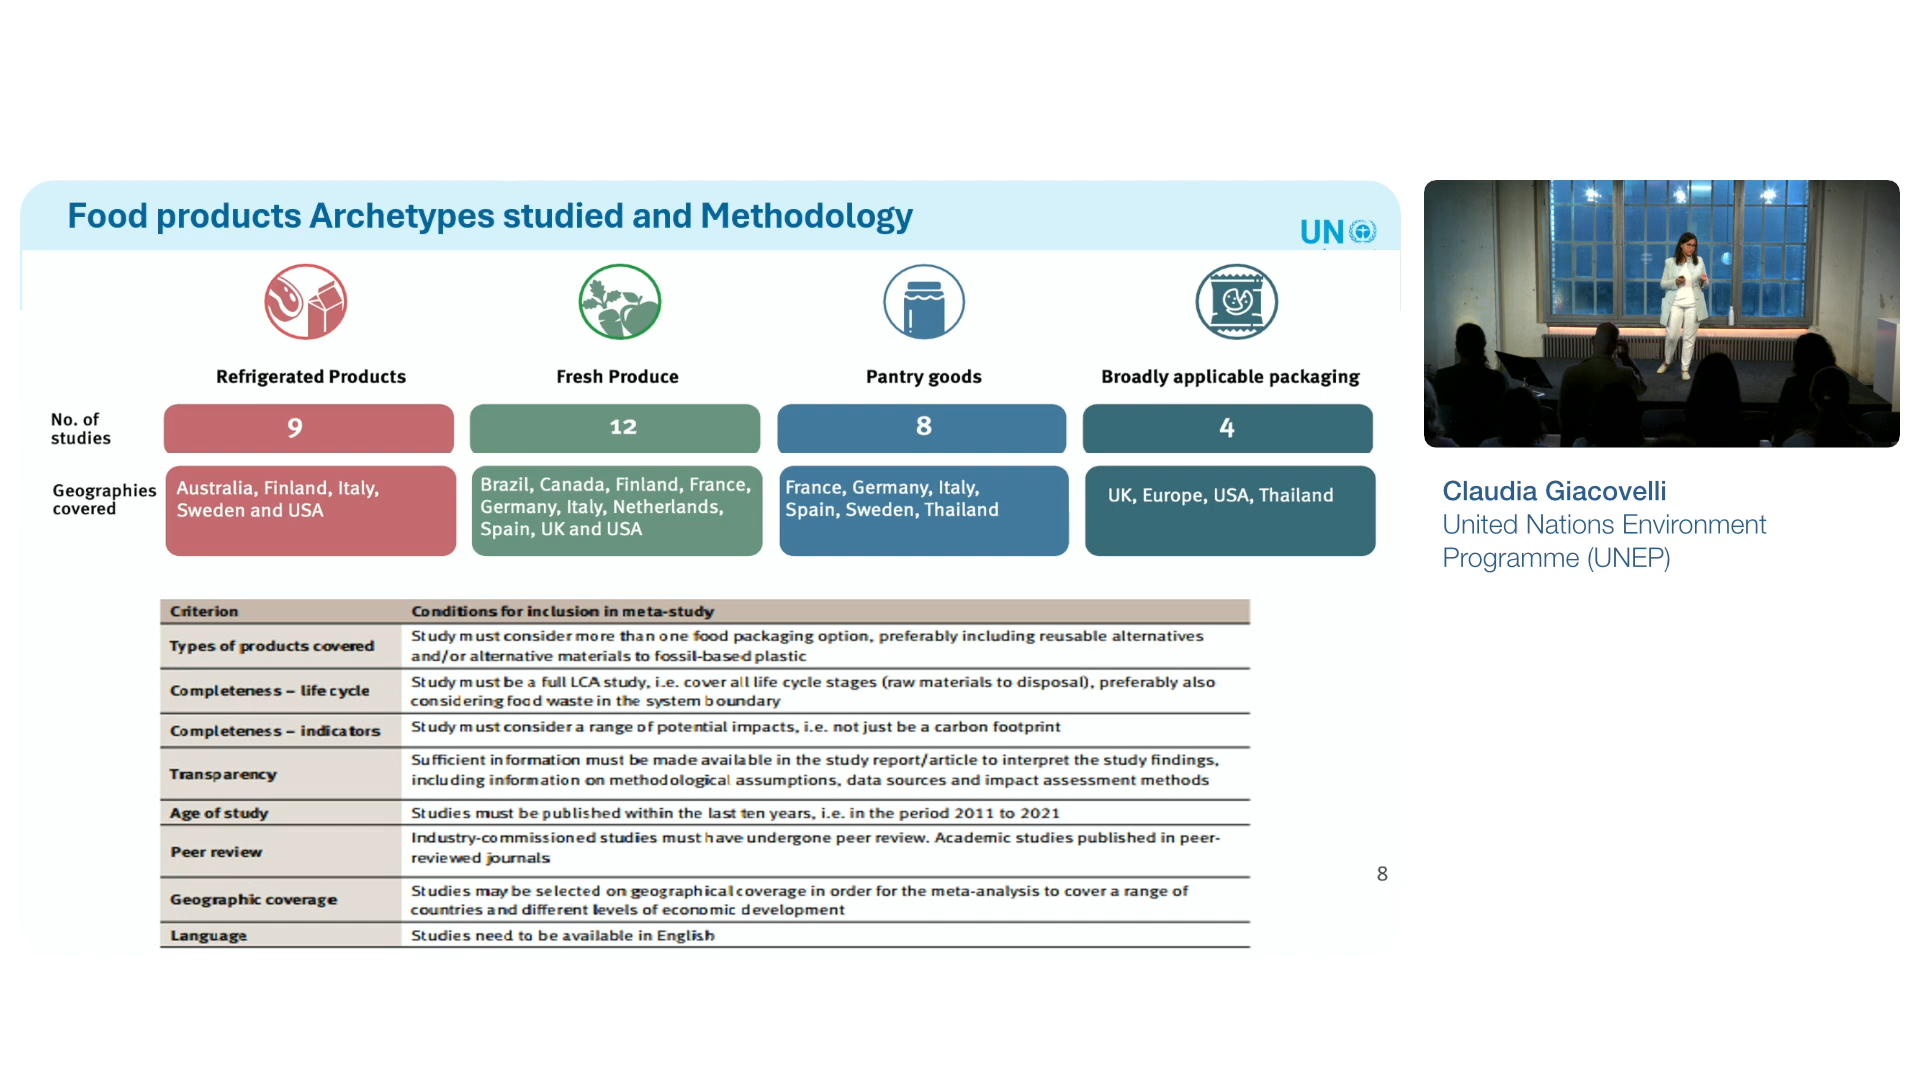 Food products Archetypes studied and Methodology
UN
Refrigerated Products
Fresh Produce
Pantry goods
Broadly applicable packaging
No. of
studies
9
12
8
4
Geographies
covered
Australia, Finland, Italy,
Sweden and USA
Brazil, Canada, Finland, France,
Germany, Italy, Netherlands,
Spain, UK and USA
France, Germany, Italy,
Spain, Sweden, Thailand
UK, Europe, USA, Thailand
Criterion
Conditions for inclusion in meta-study
Types of products covered
Study must consider more than one food packaging option, preferably including reusable alternatives
and/or alternative materials to fossil-based plastic
Completeness – life cycle
Study must be a full LCA study, i.e. cover all life cycle stages (raw materials to disposal), preferably also
considering food waste in the system boundary
Completeness – indicators
Study must consider a range of potential impacts, i.e. not just be a carbon footprint
Transparency
Sufficient information must be made available in the study report/article to interpret the study findings,
including information on methodological assumptions, data sources and impact assessment methods
Age of study
Studies must be published within the last ten years, i.e. in the period 2011 to 2021
Peer review
Industry-commissioned studies must have undergone peer review. Academic studies published in peer-
reviewed journals
Geographic coverage
Studies may be selected on geographical coverage in order for the meta-analysis to cover a range of
countries and different levels of economic development
Language
Studies need to be available in English
8
Claudia Giacovelli
United Nations Environment
Programme (UNEP)